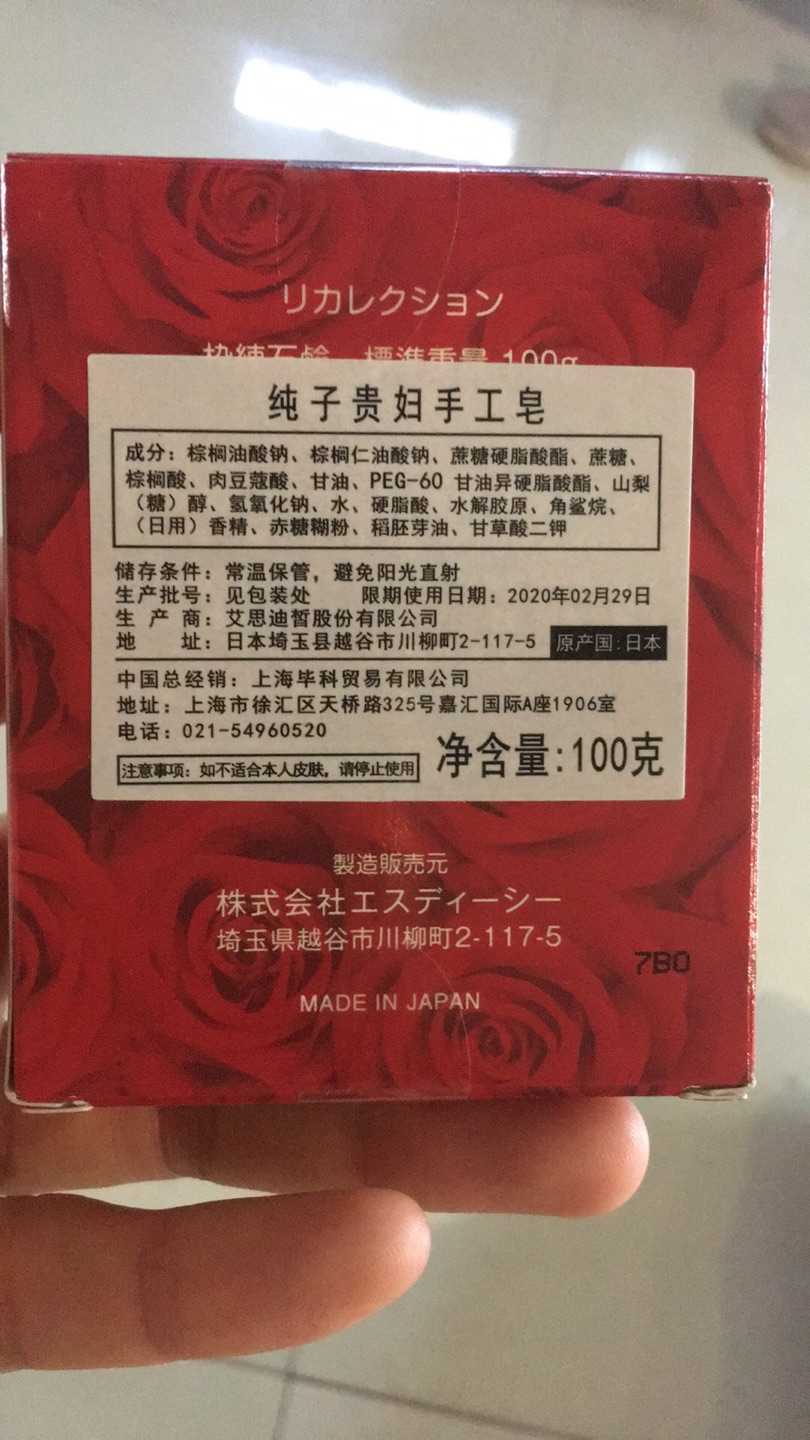 リカレクション
枠練石鹸　標準重量 100g
纯子贵妇手工皂
成分：棕榈油酸钠、棕榈仁油酸钠、蔗糖硬脂酸酯、蔗糖、
棕榈酸、肉豆蔻酸、甘油、PEG-60 甘油异硬脂酸酯、山梨
（糖）醇、氢氧化钠、水、硬脂酸、水解胶原、角鲨烷、
（日用）香精、赤糖糊粉、稻胚芽油、甘草酸二钾
储存条件：常温保管，避免阳光直射
生产批号：见包装处　限期使用日期：2020年02月29日
生 产 商：艾思迪皙股份有限公司
地　　址：日本埼玉县越谷市川柳町2-117-5 原产国:日本
中国总经销：上海毕科贸易有限公司
地址：上海市徐汇区天桥路325号嘉汇国际A座1906室
电话：021-54960520
净含量:100克
注意事项：如不适合本人皮肤，请停止使用
製造販売元
株式会社エスディーシー
埼玉県越谷市川柳町2-117-5
7B0
MADE IN JAPAN